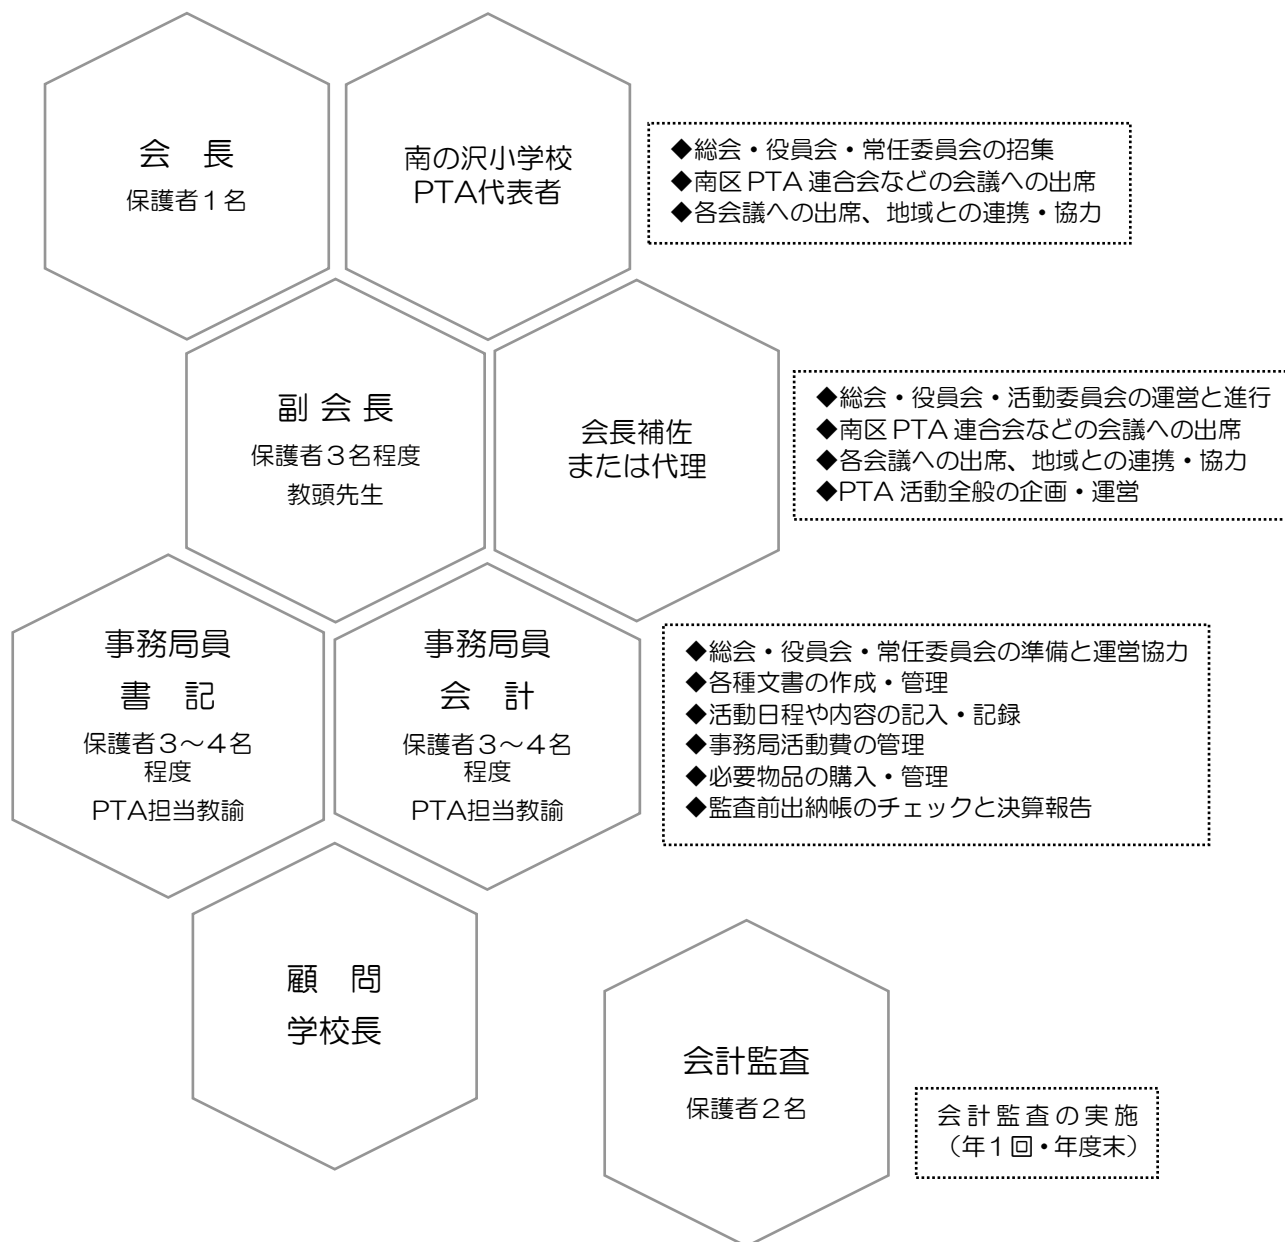 会　長
保護者１名
南の沢小学校
PTA代表者
◆総会・役員会・常任委員会の招集
◆南区 PTA 連合会などの会議への出席
◆各会議への出席、地域との連携・協力
副 会 長
保護者３名程度
教頭先生
会長補佐
または代理
◆総会・役員会・活動委員会の運営と進行
◆南区 PTA 連合会などの会議への出席
◆各会議への出席、地域との連携・協力
◆PTA 活動全般の企画・運営
事務局員
書　記
保護者３～４名
程度
PTA担当教諭
事務局員
会　計
保護者３～４名
程度
PTA担当教諭
◆総会・役員会・常任委員会の準備と運営協力
◆各種文書の作成・管理
◆活動日程や内容の記入・記録
◆事務局活動費の管理
◆必要物品の購入・管理
◆監査前出納帳のチェックと決算報告
顧　問
学校長
会計監査
保護者２名
会計監査の実施
（年１回・年度末）